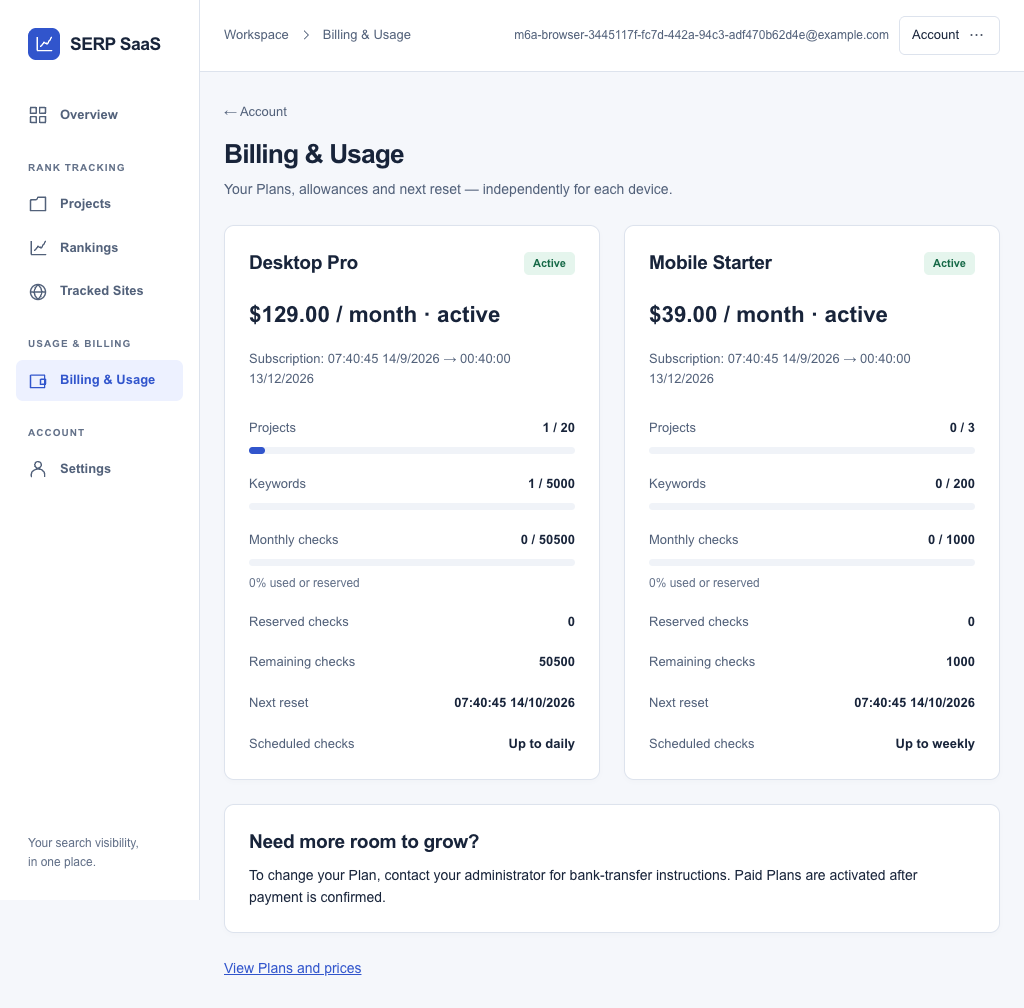 SERP SaaS
Overview
RANK TRACKING
Projects
Rankings
Tracked Sites
USAGE & BILLING
Billing & Usage
ACCOUNT
Settings
Your search visibility,
in one place.
Workspace > Billing & Usage
m6a-browser-3445117f-fc7d-442a-94c3-adf470b62d4e@example.com
Account ···
← Account
Billing & Usage
Your Plans, allowances and next reset — independently for each device.
Desktop Pro
Active
$129.00 / month · active
Subscription: 07:40:45 14/9/2026 → 00:40:00
13/12/2026
Projects 1 / 20
Keywords 1 / 5000
Monthly checks 0 / 50500
0% used or reserved
Reserved checks 0
Remaining checks 50500
Next reset 07:40:45 14/10/2026
Scheduled checks Up to daily
Mobile Starter
Active
$39.00 / month · active
Subscription: 07:40:45 14/9/2026 → 00:40:00
13/12/2026
Projects 0 / 3
Keywords 0 / 200
Monthly checks 0 / 1000
0% used or reserved
Reserved checks 0
Remaining checks 1000
Next reset 07:40:45 14/10/2026
Scheduled checks Up to weekly
Need more room to grow?
To change your Plan, contact your administrator for bank-transfer instructions. Paid Plans are activated after
payment is confirmed.
View Plans and prices